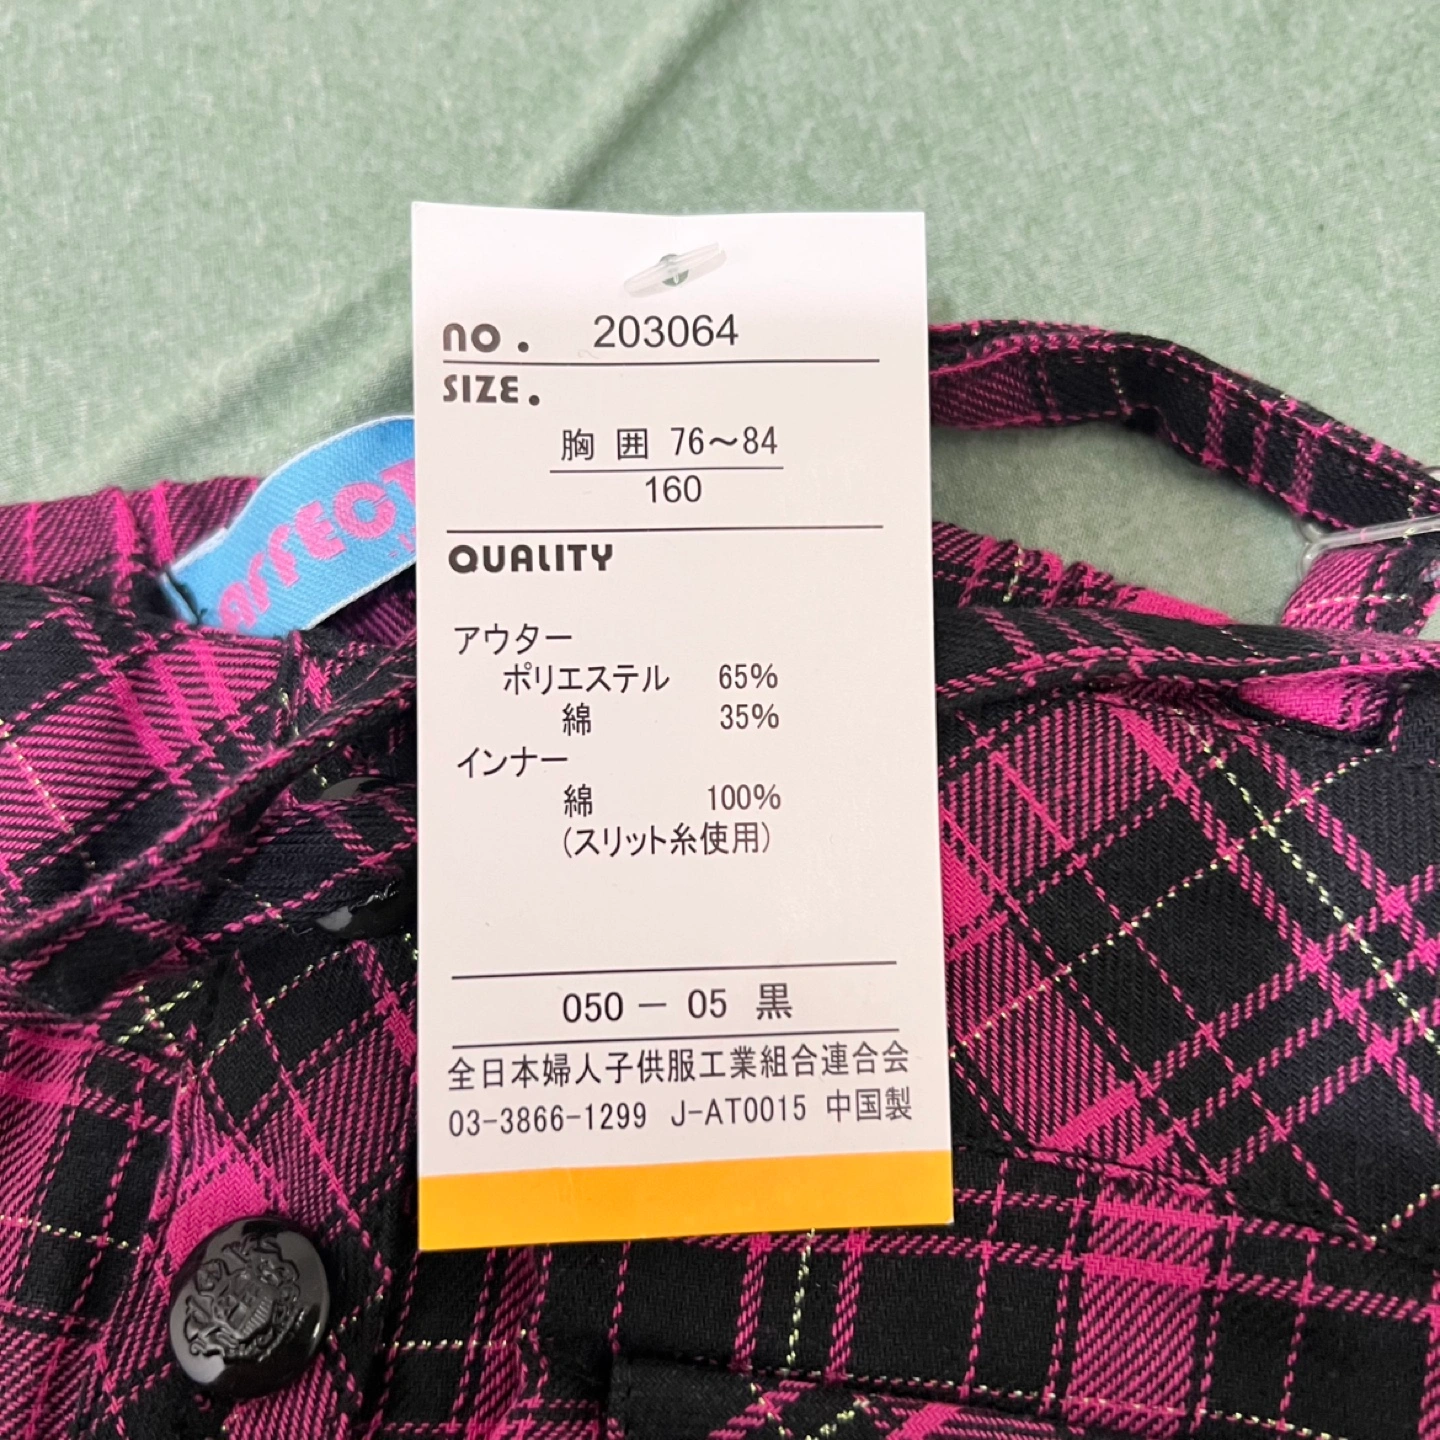 no. 203064
SIZE.
胸 囲 76～84
160
QUALITY
アウター
ポリエステル 65%
綿 35%
インナー
綿 100%
(スリット糸使用)
050 － 05 黒
全日本婦人子供服工業組合連合会
03-3866-1299 J-AT0015 中国製